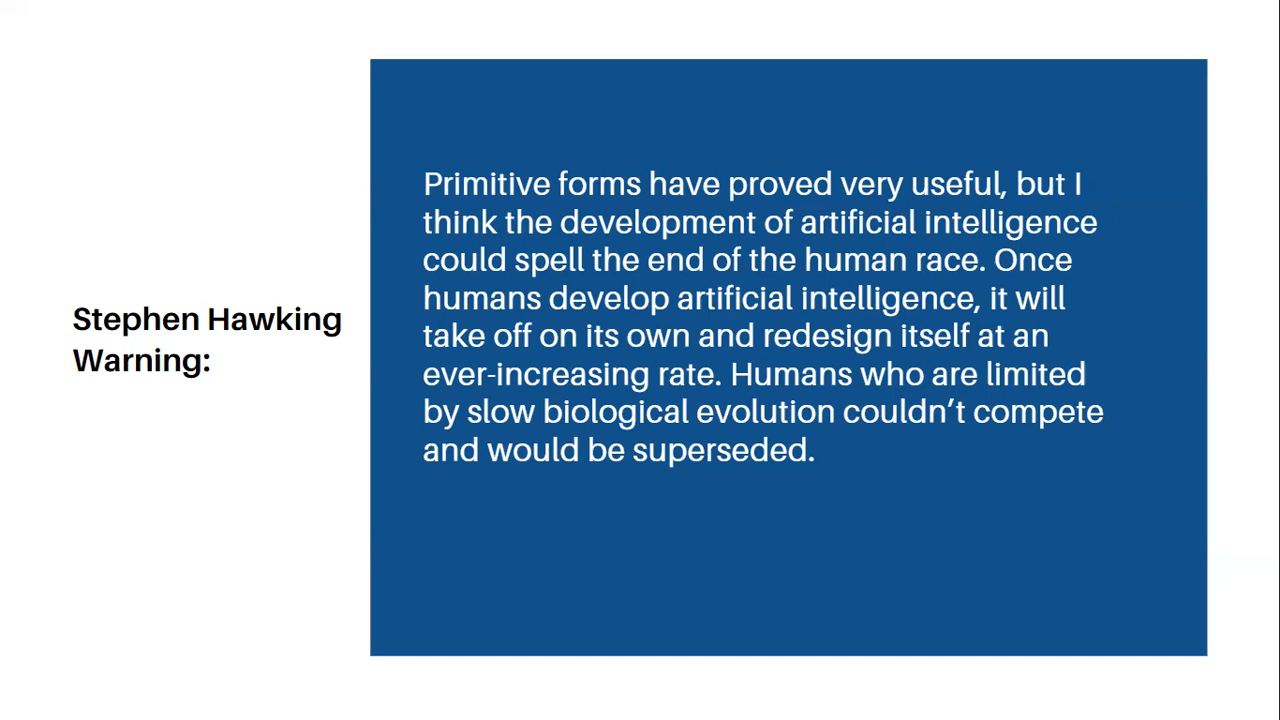 Stephen Hawking
Warning:
Primitive forms have proved very useful, but I
think the development of artificial intelligence
could spell the end of the human race. Once
humans develop artificial intelligence, it will
take off on its own and redesign itself at an
ever-increasing rate. Humans who are limited
by slow biological evolution couldn’t compete
and would be superseded.